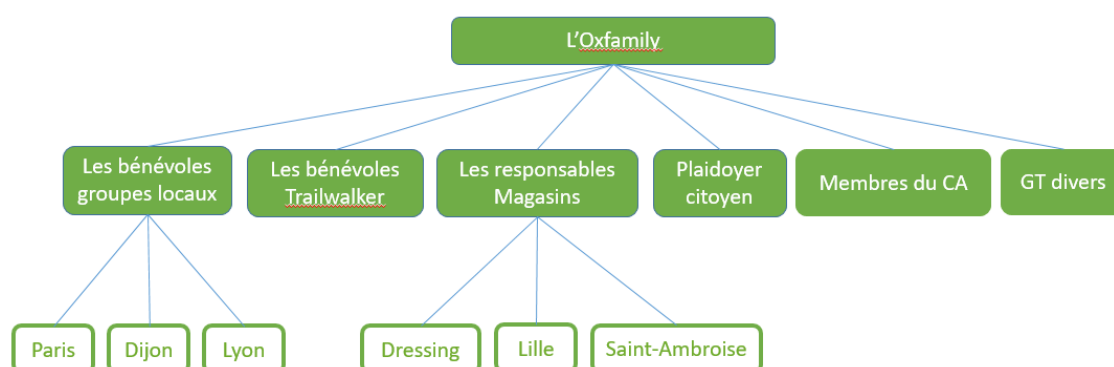 L'Oxfamily
Les bénévoles
groupes locaux
Les bénévoles
Trailwalker
Les responsables
Magasins
Plaidoyer
citoyen
Membres du CA
GT divers
Paris
Dijon
Lyon
Dressing
Lille
Saint-Ambroise